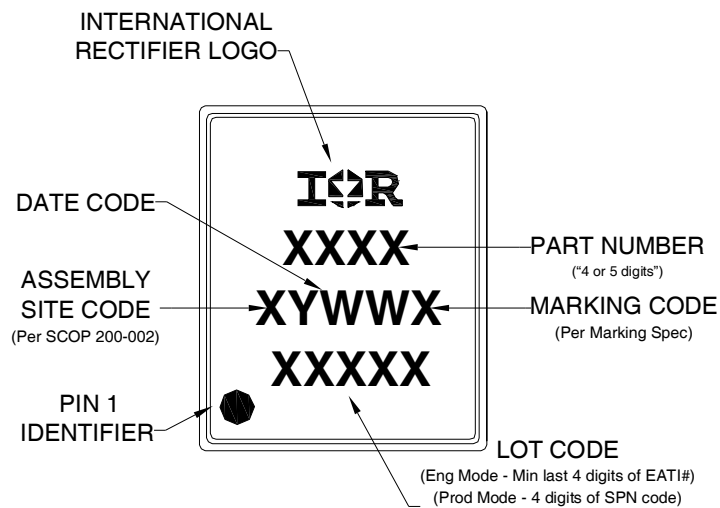 INTERNATIONAL
RECTIFIER LOGO
IOR
DATE CODE
XXXX
PART NUMBER
(“4 or 5 digits”)
ASSEMBLY
SITE CODE
(Per SCOP 200-002)
XYWWX
MARKING CODE
(Per Marking Spec)
XXXXX
PIN 1
IDENTIFIER
LOT CODE
(Eng Mode - Min last 4 digits of EATI#)
(Prod Mode - 4 digits of SPN code)